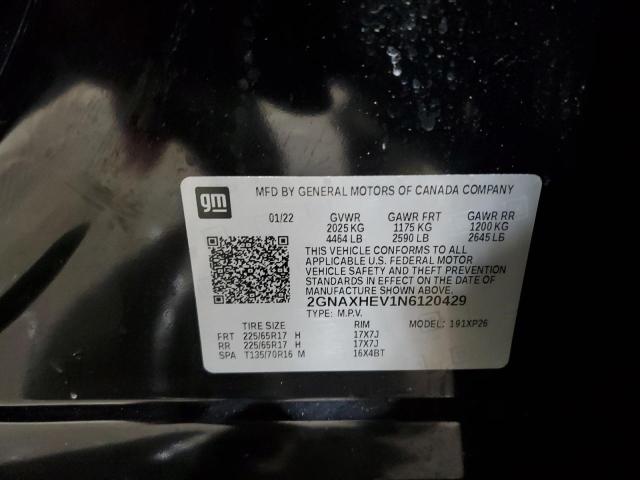 gm
MFD BY GENERAL MOTORS OF CANADA COMPANY
01/22 GVWR GAWR FRT GAWR RR
2025 KG 1175 KG 1200 KG
4464 LB 2590 LB 2645 LB
THIS VEHICLE CONFORMS TO ALL
APPLICABLE U.S. FEDERAL MOTOR
VEHICLE SAFETY AND THEFT PREVENTION
STANDARDS IN EFFECT ON THE DATE OF
MANUFACTURE SHOWN ABOVE.
2GNAXHEV1N6120429
TYPE: M.P.V.
TIRE SIZE RIM MODEL: 191XP26
FRT 225/65R17 H 17X7J
RR 225/65R17 H 17X7J
SPA T135/70R16 M 16X4BT